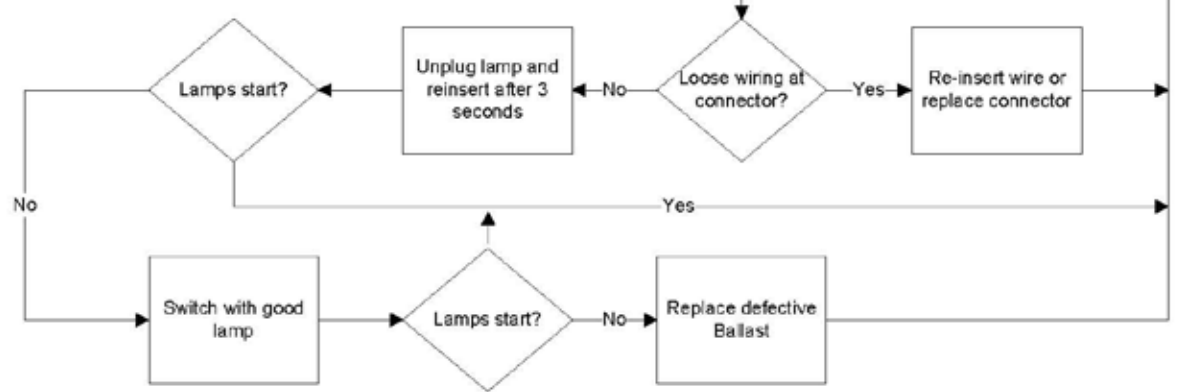 Lamps start?
Unplug lamp and
reinsert after 3
seconds
No
Loose wiring at
connector?
Yes
Re-insert wire or
replace connector
No
Yes
Switch with good
lamp
Lamps start?
No
Replace defective
Ballast